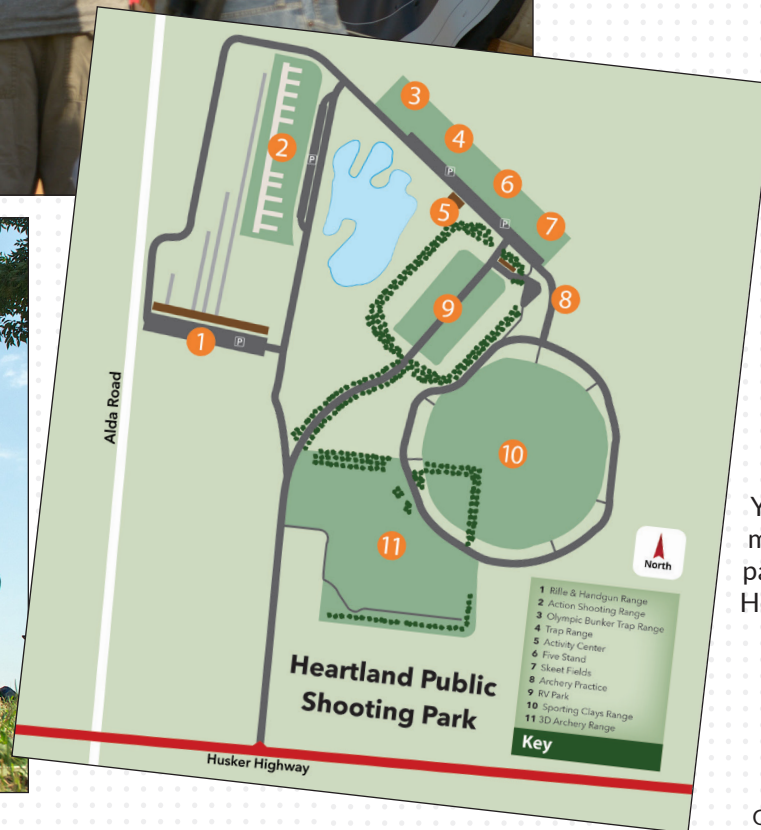 3
4
2
P
P
6
5
7
P
8
9
1
P
Alda Road
10
11
North
1 Rifle & Handgun Range
2 Action Shooting Range
3 Olympic Bunker Trap Range
4 Trap Range
5 Activity Center
6 Five Stand
7 Skeet Fields
8 Archery Practice
9 RV Park
10 Sporting Clays Range
11 3D Archery Range
Key
Heartland Public
Shooting Park
Husker Highway